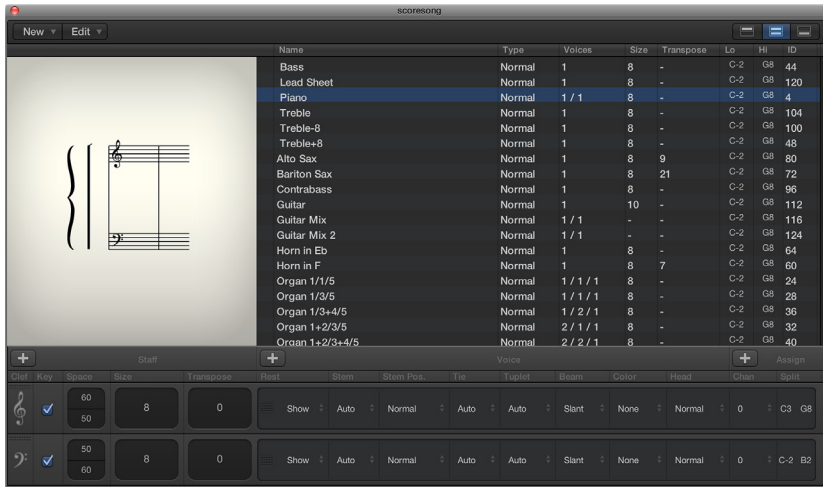 scoresong
New Edit
Name Type Voices Size Transpose Lo Hi ID
Bass Normal 1 8 - C-2 G8 44
Lead Sheet Normal 1 8 - C-2 G8 120
Piano Normal 1 / 1 8 - C-2 G8 4
Treble Normal 1 8 - C-2 G8 104
Treble-8 Normal 1 8 - C-2 G8 100
Treble+8 Normal 1 8 - C-2 G8 48
Alto Sax Normal 1 8 9 C-2 G8 80
Bariton Sax Normal 1 8 21 C-2 G8 72
Contrabass Normal 1 8 - C-2 G8 96
Guitar Normal 1 10 - C-2 G8 112
Guitar Mix Normal 1 / 1 - - C-2 G8 116
Guitar Mix 2 Normal 1 / 1 - - C-2 G8 124
Horn in Eb Normal 1 8 - C-2 G8 64
Horn in F Normal 1 8 7 C-2 G8 60
Organ 1/1/5 Normal 1 / 1 / 1 8 - C-2 G8 24
Organ 1/3/5 Normal 1 / 1 / 1 8 - C-2 G8 28
Organ 1/3+4/5 Normal 1 / 2 / 1 8 - C-2 G8 36
Organ 1+2/3/5 Normal 2 / 1 / 1 8 - C-2 G8 32
Organ 1+2/3+4/5 Normal 2 / 2 / 1 8 - C-2 G8 40
+ Staff + Voice + Assign
Clef Key Space Size Transpose Rest Stem Stem Pos. Tie Tuplet Beam Color Head Chan Split
60
8 0 Show Auto Normal Auto Auto Slant None Normal 0 C3 G8
50
50
8 0 Show Auto Normal Auto Auto Slant None Normal 0 C-2 B2
60